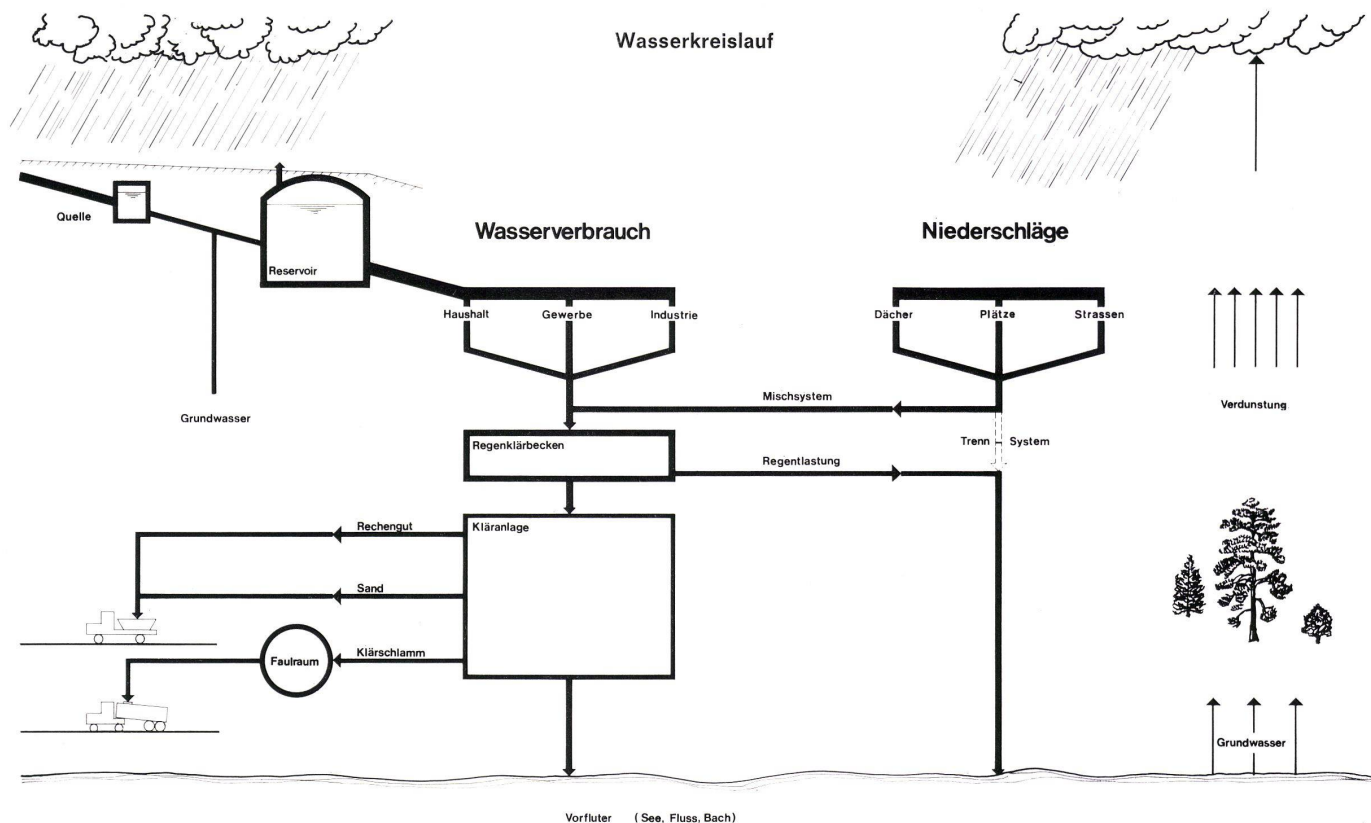 Wasserkreislauf
Quelle
Reservoir
Wasserverbrauch
Niederschläge
Haushalt
Gewerbe
Industrie
Dächer
Plätze
Strassen
Mischsystem
Verdunstung
Grundwasser
Regenklärbecken
Trenn System
Regentlastung
Rechengut
Kläranlage
Sand
Faulraum
Klärschlamm
Grundwasser
Vorfluter (See, Fluss, Bach)